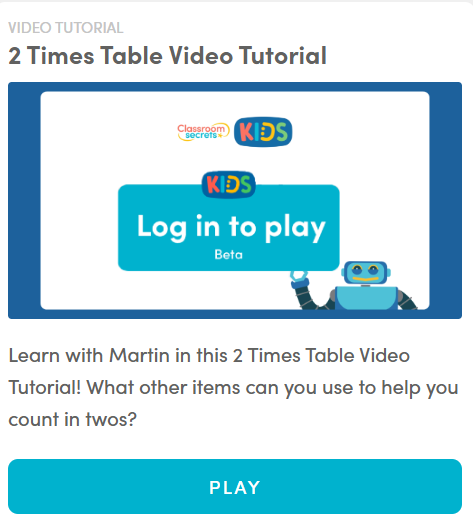 VIDEO TUTORIAL
2 Times Table Video Tutorial
Classroom secrets KIDS
KIDS
Log in to play
Beta
Learn with Martin in this 2 Times Table Video
Tutorial! What other items can you use to help you
count in twos?
PLAY